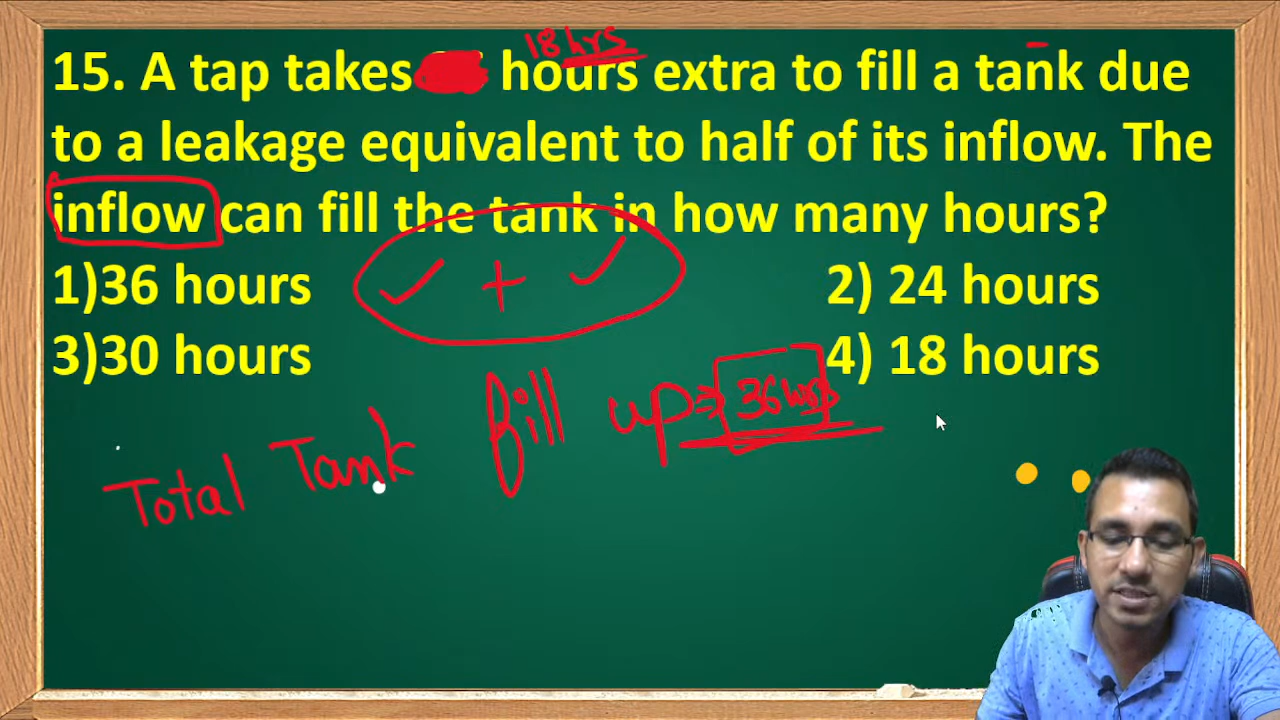 18 hrs
15. A tap takes hours extra to fill a tank due
to a leakage equivalent to half of its inflow. The
inflow can fill the tank in how many hours?
1)36 hours 2) 24 hours
3)30 hours 4) 18 hours
Total Tank fill up ⇒ 36 hrs